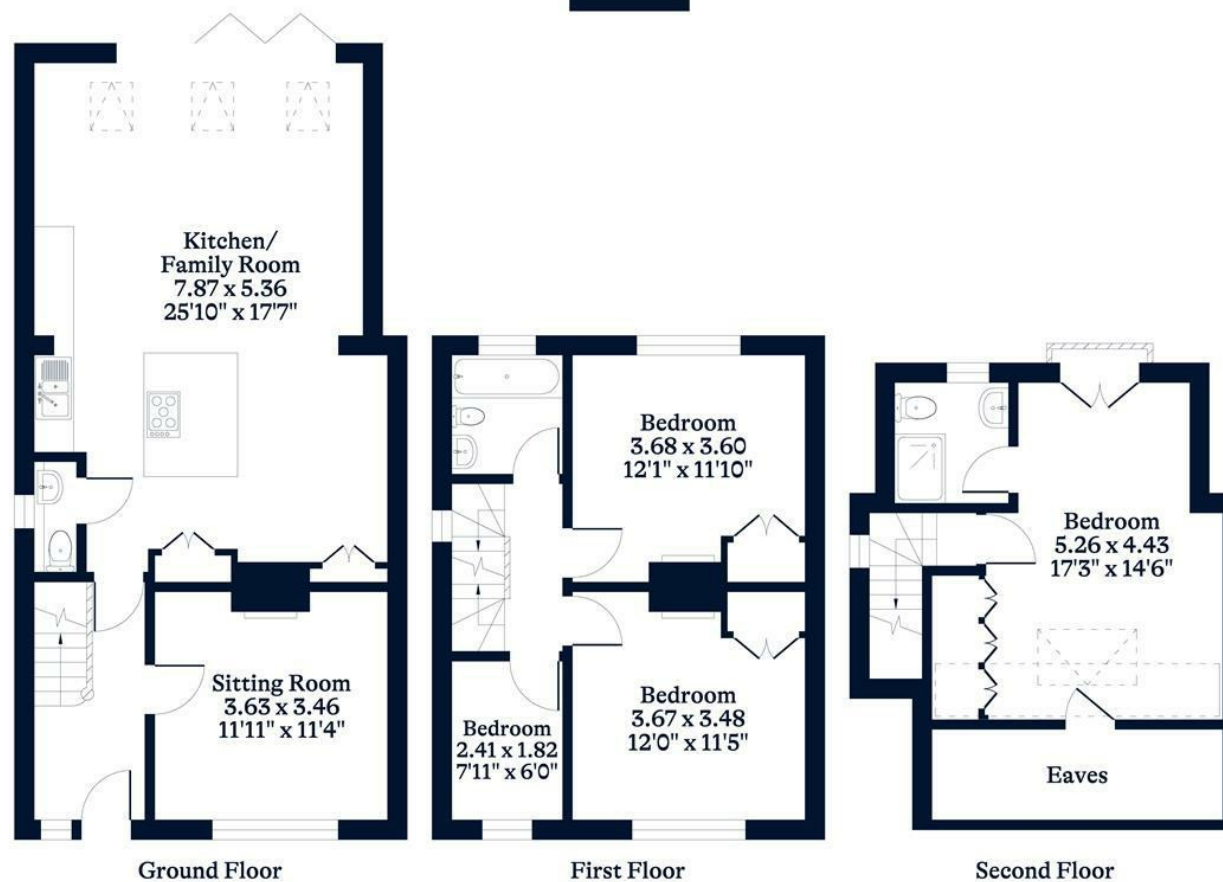 Kitchen/
Family Room
7.87 x 5.36
25'10" x 17'7"
Sitting Room
3.63 x 3.46
11'11" x 11'4"
Ground Floor
Bedroom
3.68 x 3.60
12'1" x 11'10"
Bedroom
3.67 x 3.48
12'0" x 11'5"
Bedroom
2.41 x 1.82
7'11" x 6'0"
First Floor
Bedroom
5.26 x 4.43
17'3" x 14'6"
Eaves
Second Floor